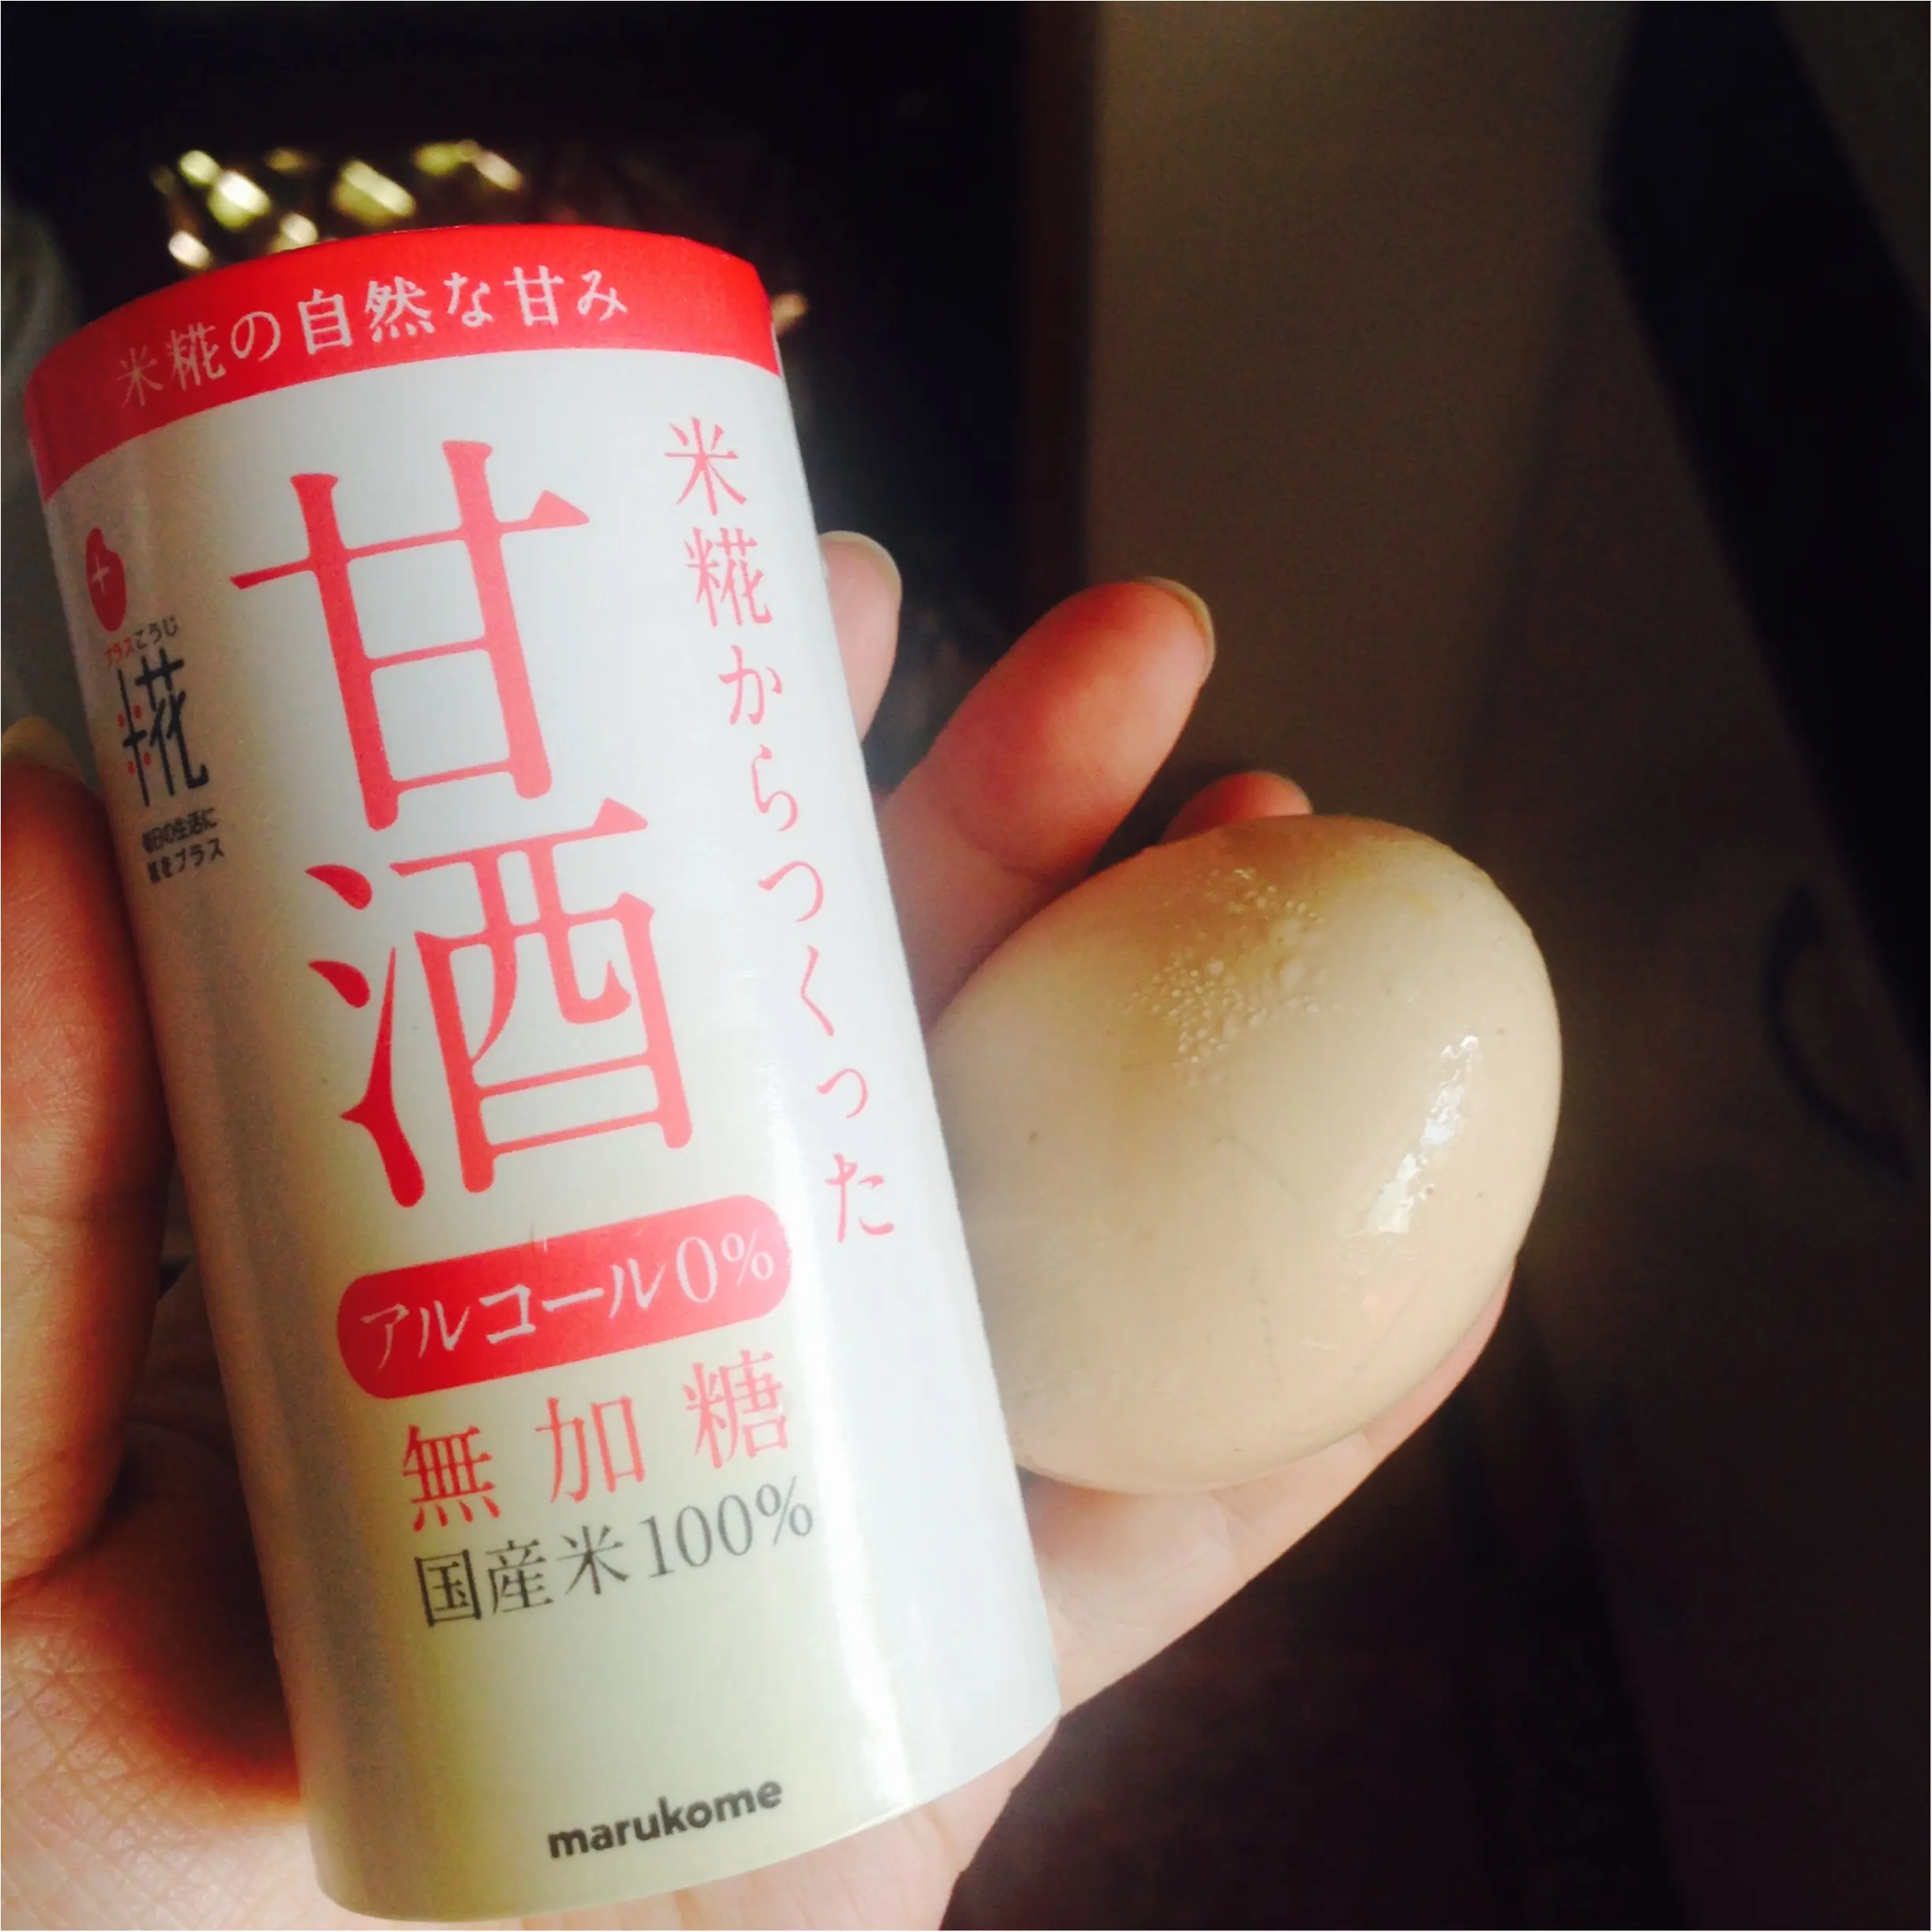 米糀の自然な甘み
米糀からつくった
甘酒
プラスこうじ
糀
毎日の生活に
糀をプラス
アルコール0%
無加糖
国産米100%
marukome